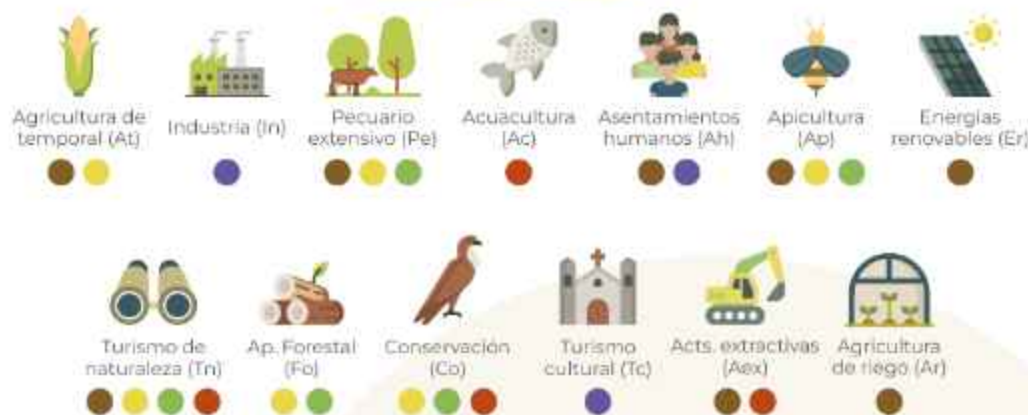 Agricultura de
temporal (At)
Industria (In)
Pecuario
extensivo (Pe)
Acuacultura
(Ac)
Asentamientos
humanos (Ah)
Apicultura
(Ap)
Energías
renovables (Er)
Turismo de
naturaleza (Tn)
Ap. Forestal
(Fo)
Conservación
(Co)
Turismo
cultural (Tc)
Acts. extractivas
(Aex)
Agricultura
de riego (Ar)